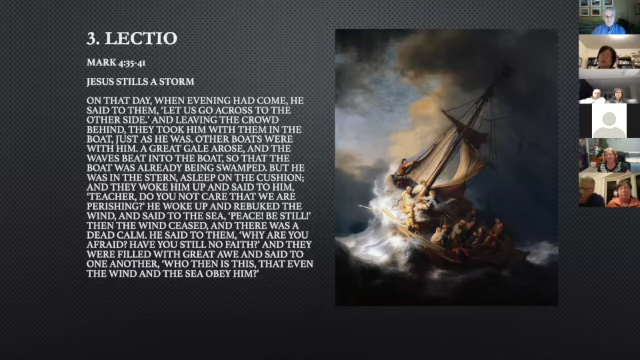 3. LECTIO
MARK 4:35-41
JESUS STILLS A STORM
ON THAT DAY, WHEN EVENING HAD COME, HE
SAID TO THEM, 'LET US GO ACROSS TO THE
OTHER SIDE.' AND LEAVING THE CROWD
BEHIND, THEY TOOK HIM WITH THEM IN THE
BOAT, JUST AS HE WAS. OTHER BOATS WERE
WITH HIM. A GREAT GALE AROSE, AND THE
WAVES BEAT INTO THE BOAT, SO THAT THE
BOAT WAS ALREADY BEING SWAMPED. BUT HE
WAS IN THE STERN, ASLEEP ON THE CUSHION;
AND THEY WOKE HIM UP AND SAID TO HIM,
'TEACHER, DO YOU NOT CARE THAT WE ARE
PERISHING?' HE WOKE UP AND REBUKED THE
WIND, AND SAID TO THE SEA, 'PEACE! BE STILL!'
THEN THE WIND CEASED, AND THERE WAS A
DEAD CALM. HE SAID TO THEM, 'WHY ARE YOU
AFRAID? HAVE YOU STILL NO FAITH?' AND THEY
WERE FILLED WITH GREAT AWE AND SAID TO
ONE ANOTHER, 'WHO THEN IS THIS, THAT EVEN
THE WIND AND THE SEA OBEY HIM?'